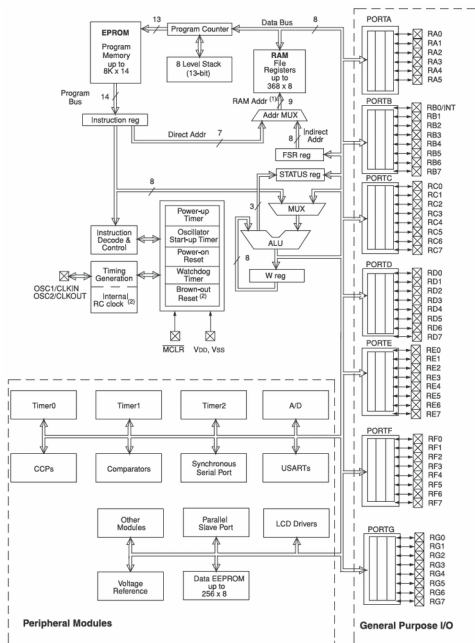 EPROM
Program
Memory
up to
8K x 14
13
Program Counter
8 Level Stack
(13-bit)
Data Bus
8
RAM
File
Registers
up to
368 x 8
Program
Bus
14
Instruction reg
RAM Addr (1)
9
Addr MUX
Direct Addr
7
8
Indirect
Addr
FSR reg
STATUS reg
8
3
MUX
ALU
8
W reg
Instruction
Decode &
Control
Timing
Generation
Internal
RC clock (2)
OSC1/CLKIN
OSC2/CLKOUT
Power-up
Timer
Oscillator
Start-up Timer
Power-on
Reset
Watchdog
Timer
Brown-out
Reset (2)
MCLR
VDD, VSS
PORTA
RA0
RA1
RA2
RA3
RA4
RA5
PORTB
RB0/INT
RB1
RB2
RB3
RB4
RB5
RB6
RB7
PORTC
RC0
RC1
RC2
RC3
RC4
RC5
RC6
RC7
PORTD
RD0
RD1
RD2
RD3
RD4
RD5
RD6
RD7
PORTE
RE0
RE1
RE2
RE3
RE4
RE5
RE6
RE7
PORTF
RF0
RF1
RF2
RF3
RF4
RF5
RF6
RF7
PORTG
RG0
RG1
RG2
RG3
RG4
RG5
RG6
RG7
General Purpose I/O
Timer0
Timer1
Timer2
A/D
CCPs
Comparators
Synchronous
Serial Port
USARTs
Other
Modules
Parallel
Slave Port
LCD Drivers
Voltage
Reference
Data EEPROM
up to
256 x 8
Peripheral Modules